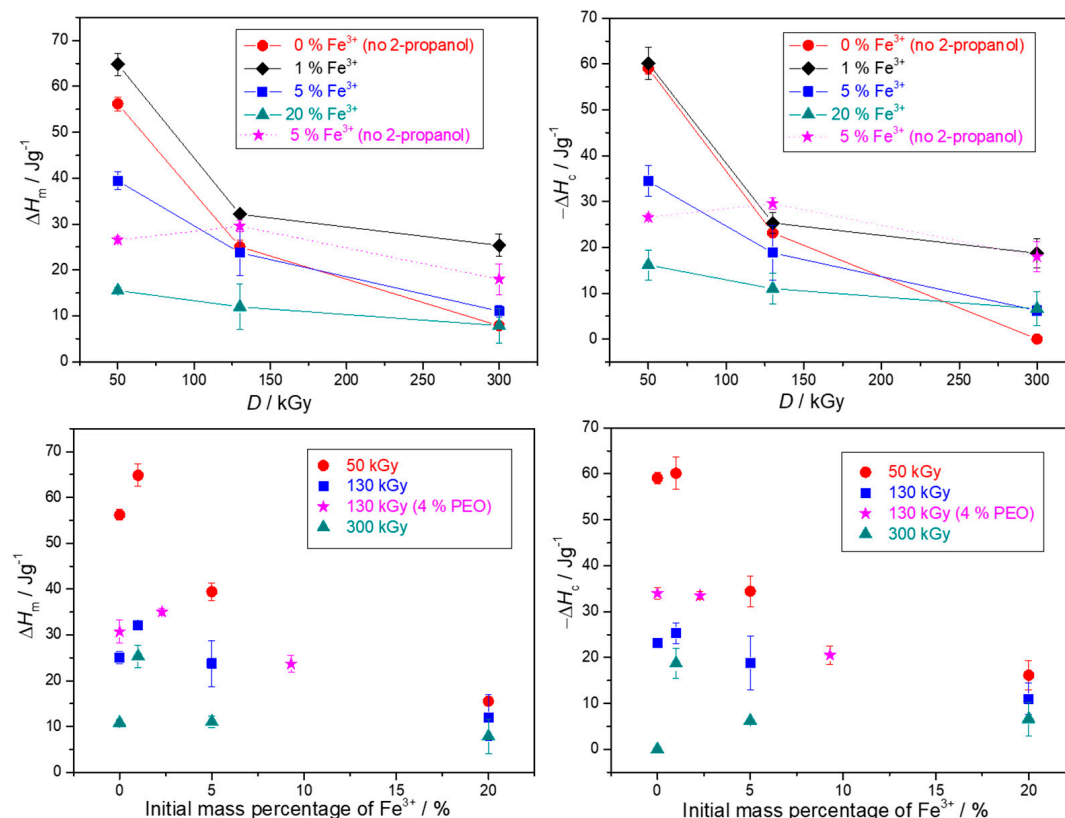 70
60
50
40
30
20
10
0
ΔHm / Jg-1
0 % Fe3+ (no 2-propanol)
1 % Fe3+
5 % Fe3+
20 % Fe3+
5 % Fe3+ (no 2-propanol)
50 100 150 200 250 300
D / kGy
70
60
50
40
30
20
10
0
−ΔHc / Jg-1
0 % Fe3+ (no 2-propanol)
1 % Fe3+
5 % Fe3+
20 % Fe3+
5 % Fe3+ (no 2-propanol)
50 100 150 200 250 300
D / kGy
70
60
50
40
30
20
10
0
ΔHm / Jg-1
50 kGy
130 kGy
130 kGy (4 % PEO)
300 kGy
0 5 10 15 20
Initial mass percentage of Fe3+ / %
70
60
50
40
30
20
10
0
−ΔHc / Jg-1
50 kGy
130 kGy
130 kGy (4 % PEO)
300 kGy
0 5 10 15 20
Initial mass percentage of Fe3+ / %